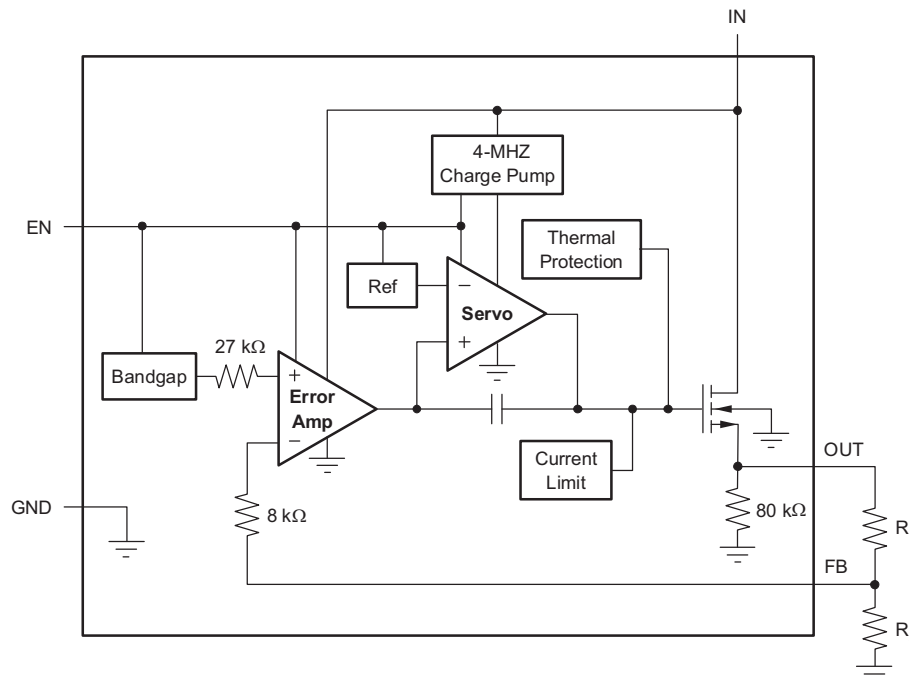 IN
4-MHZ
Charge Pump
EN
Thermal
Protection
Ref
−
Servo
+
27 kΩ
Bandgap
+
Error
Amp
−
Current
Limit
OUT
GND
8 kΩ
80 kΩ
R
FB
R